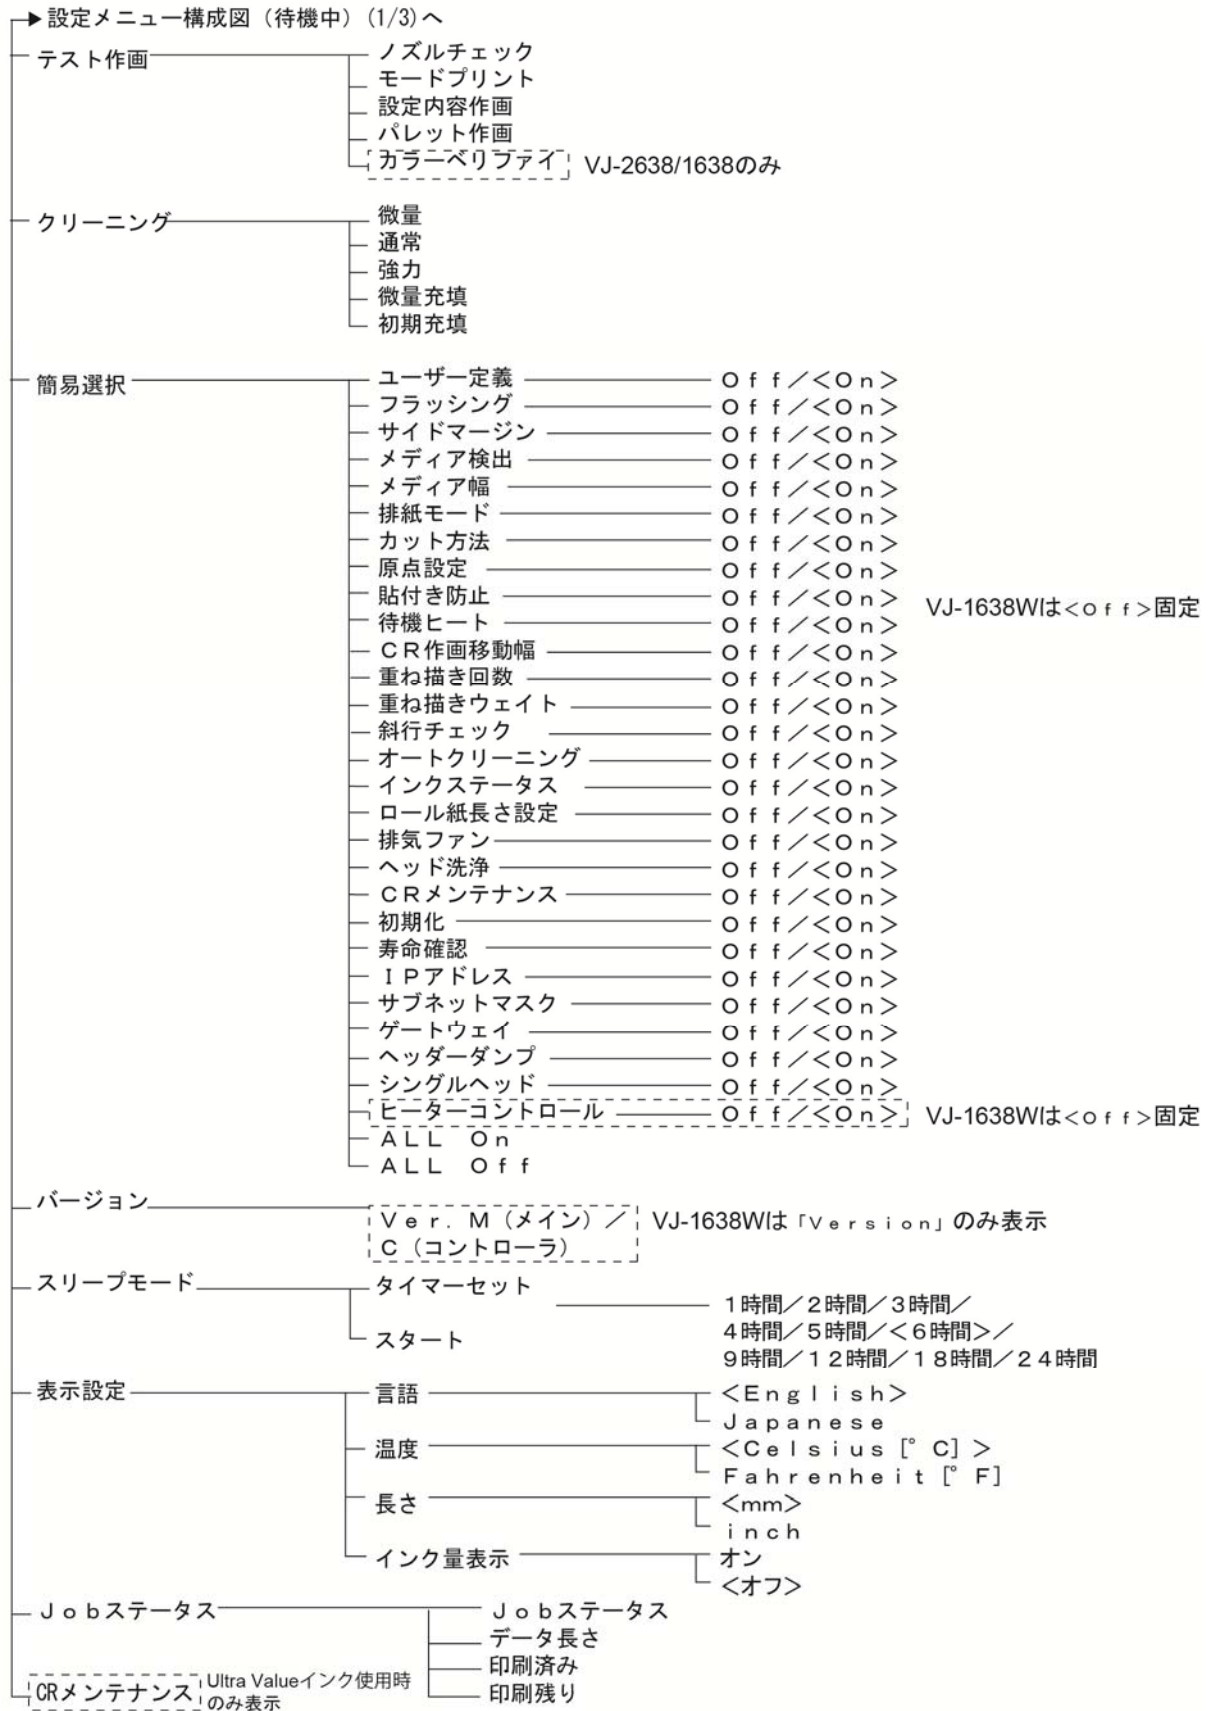 設定メニュー構成図（待機中）(1/3)へ
テスト作画 ノズルチェック
モードプリント
設定内容作画
パレット作画
カラーベリファイ VJ-2638/1638のみ
クリーニング 微量
通常
強力
微量充填
初期充填
簡易選択 ユーザー定義 Ｏｆｆ／＜Ｏｎ＞
フラッシング Ｏｆｆ／＜Ｏｎ＞
サイドマージン Ｏｆｆ／＜Ｏｎ＞
メディア検出 Ｏｆｆ／＜Ｏｎ＞
メディア幅 Ｏｆｆ／＜Ｏｎ＞
排紙モード Ｏｆｆ／＜Ｏｎ＞
カット方法 Ｏｆｆ／＜Ｏｎ＞
原点設定 Ｏｆｆ／＜Ｏｎ＞
貼付き防止 Ｏｆｆ／＜Ｏｎ＞ VJ-1638Wは<Ｏｆｆ>固定
待機ヒート Ｏｆｆ／＜Ｏｎ＞
ＣＲ作画移動幅 Ｏｆｆ／＜Ｏｎ＞
重ね描き回数 Ｏｆｆ／＜Ｏｎ＞
重ね描きウェイト Ｏｆｆ／＜Ｏｎ＞
斜行チェック Ｏｆｆ／＜Ｏｎ＞
オートクリーニング Ｏｆｆ／＜Ｏｎ＞
インクステータス Ｏｆｆ／＜Ｏｎ＞
ロール紙長さ設定 Ｏｆｆ／＜Ｏｎ＞
排気ファン Ｏｆｆ／＜Ｏｎ＞
ヘッド洗浄 Ｏｆｆ／＜Ｏｎ＞
ＣＲメンテナンス Ｏｆｆ／＜Ｏｎ＞
初期化 Ｏｆｆ／＜Ｏｎ＞
寿命確認 Ｏｆｆ／＜Ｏｎ＞
ＩＰアドレス Ｏｆｆ／＜Ｏｎ＞
サブネットマスク Ｏｆｆ／＜Ｏｎ＞
ゲートウェイ Ｏｆｆ／＜Ｏｎ＞
ヘッダーダンプ Ｏｆｆ／＜Ｏｎ＞
シングルヘッド Ｏｆｆ／＜Ｏｎ＞
ヒーターコントロール Ｏｆｆ／＜Ｏｎ＞ VJ-1638Wは<Ｏｆｆ>固定
ＡＬＬ Ｏｎ
ＡＬＬ Ｏｆｆ
バージョン Ｖｅｒ．Ｍ（メイン）／ VJ-1638Wは「Ｖｅｒｓｉｏｎ」のみ表示
Ｃ（コントローラ）
スリープモード タイマーセット
１時間／２時間／３時間／
スタート ４時間／５時間／＜６時間＞／
９時間／１２時間／１８時間／２４時間
表示設定 言語 ＜Ｅｎｇｌｉｓｈ＞
Ｊａｐａｎｅｓｅ
温度 ＜Ｃｅｌｓｉｕｓ［°Ｃ］＞
Ｆａｈｒｅｎｈｅｉｔ［°Ｆ］
長さ ＜mm＞
ｉｎｃｈ
インク量表示 オン
＜オフ＞
Ｊｏｂステータス Ｊｏｂステータス
データ長さ
印刷済み
CRメンテナンス Ultra Valueインク使用時
のみ表示
印刷残り